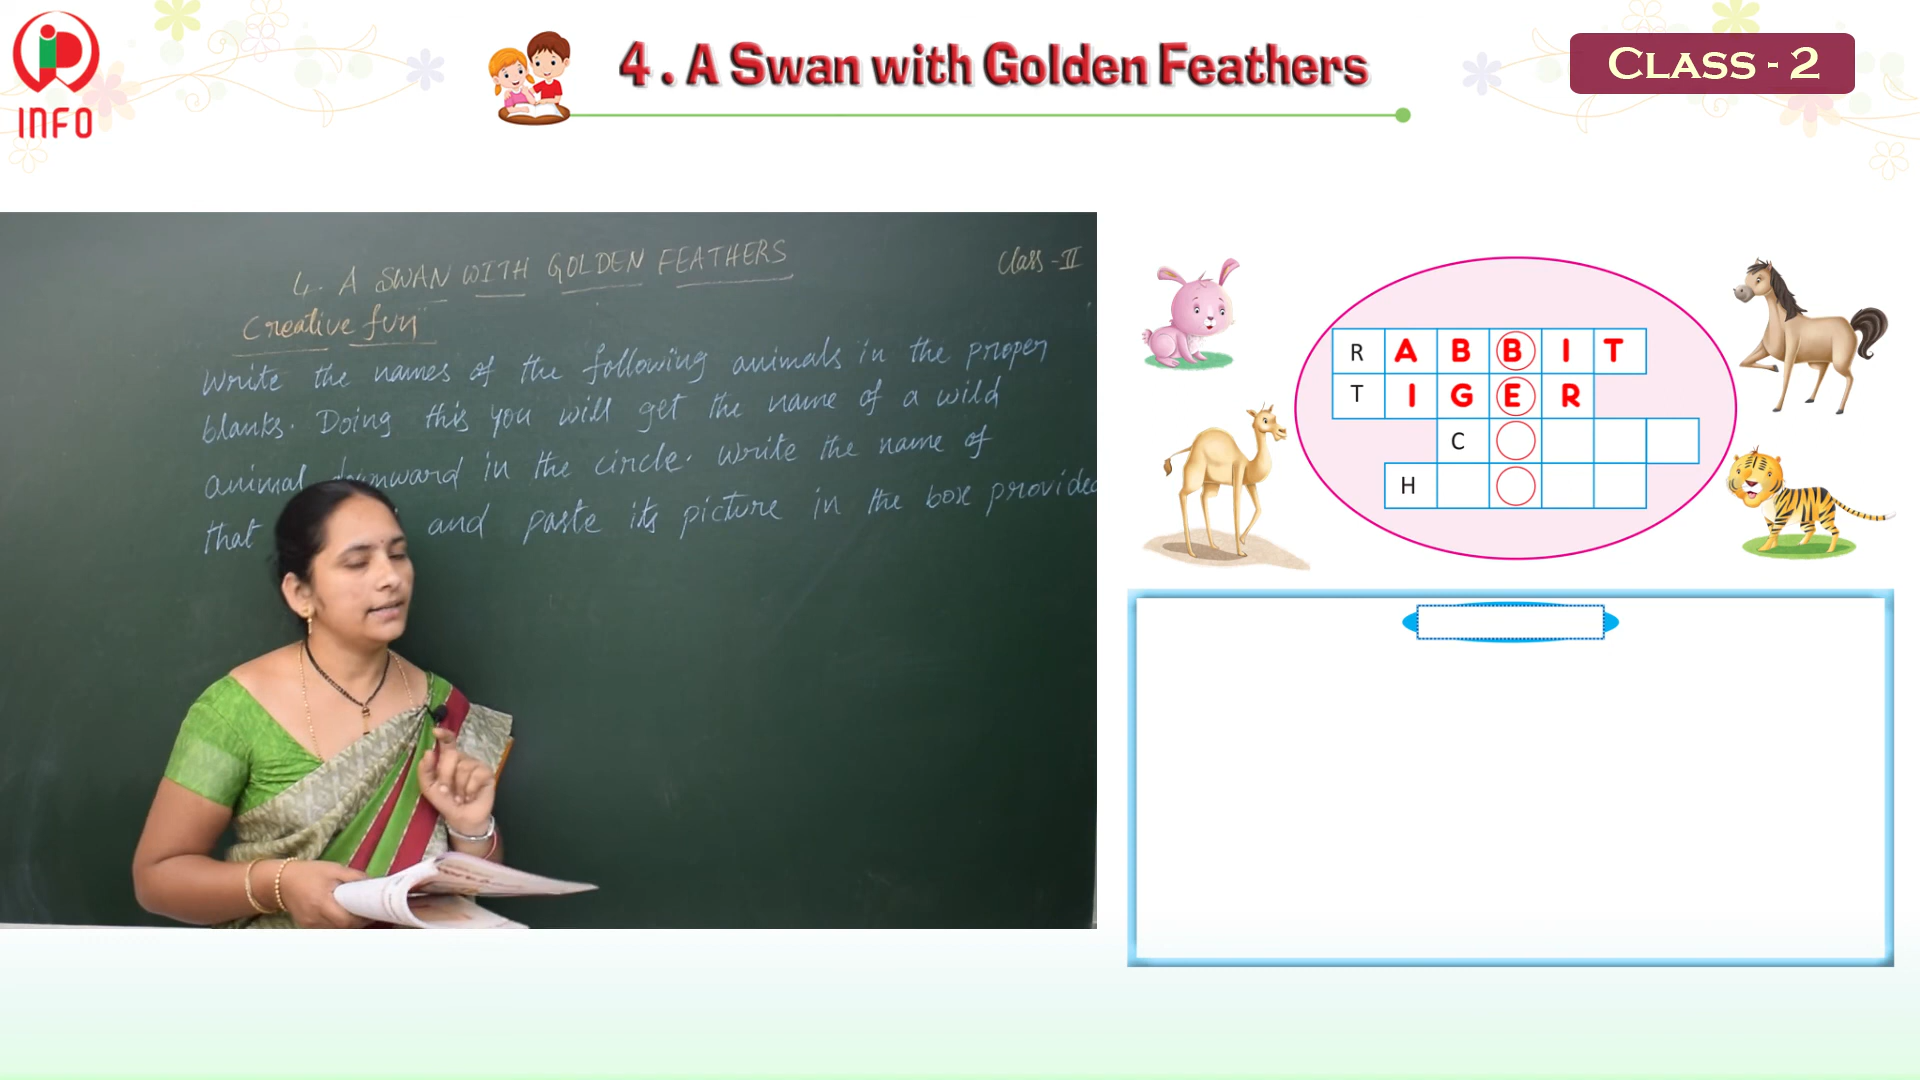 INFO
4 . A Swan with Golden Feathers
CLASS - 2
4. A SWAN WITH GOLDEN FEATHERS
Class - II
Creative fun
Write the names of the following animals in the proper
blanks. Doing this you will get the name of a wild
animal downward in the circle. Write the name of
that and paste its picture in the box provided
R A B B I T
T I G E R
C
H